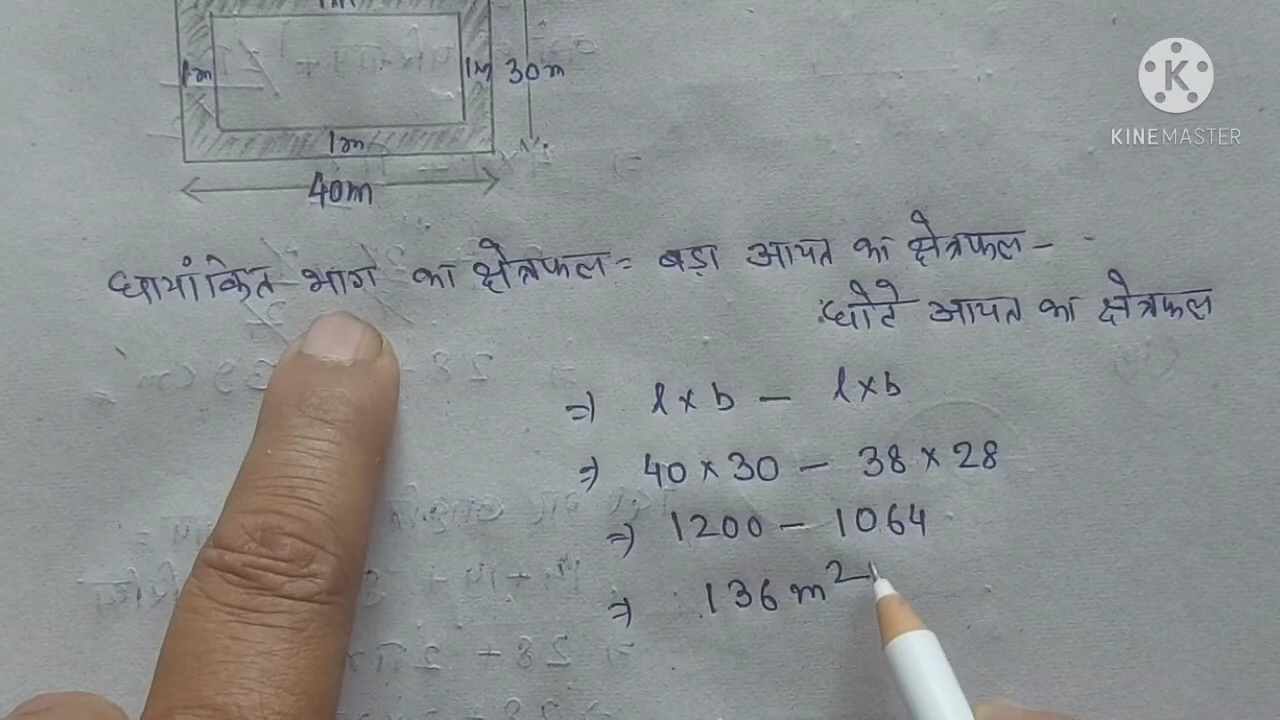 1m
1m 30m
1m
40m
छायांकित भाग का क्षेत्रफल = बड़ा आयत का क्षेत्रफल -
छोटे आयत का क्षेत्रफल
⇒ l × b - l × b
⇒ 40 × 30 - 38 × 28
⇒ 1200 - 1064
⇒ 136 m²
K
KINEMASTER